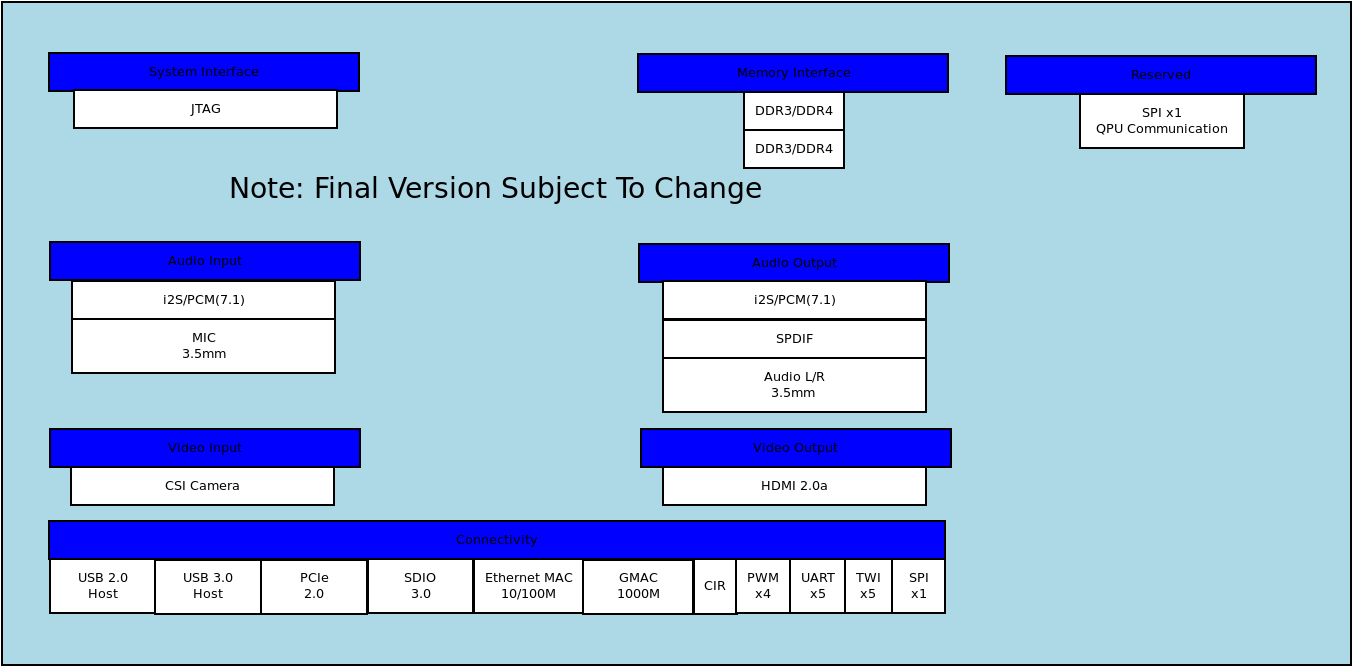 System Interface
JTAG
Memory Interface
DDR3/DDR4
DDR3/DDR4
Reserved
SPI x1
QPU Communication
Note: Final Version Subject To Change
Audio Input
i2S/PCM(7.1)
MIC
3.5mm
Audio Output
i2S/PCM(7.1)
SPDIF
Audio L/R
3.5mm
Video Input
CSI Camera
Video Output
HDMI 2.0a
Connectivity
USB 2.0
Host
USB 3.0
Host
PCIe
2.0
SDIO
3.0
Ethernet MAC
10/100M
GMAC
1000M
CIR
PWM
x4
UART
x5
TWI
x5
SPI
x1